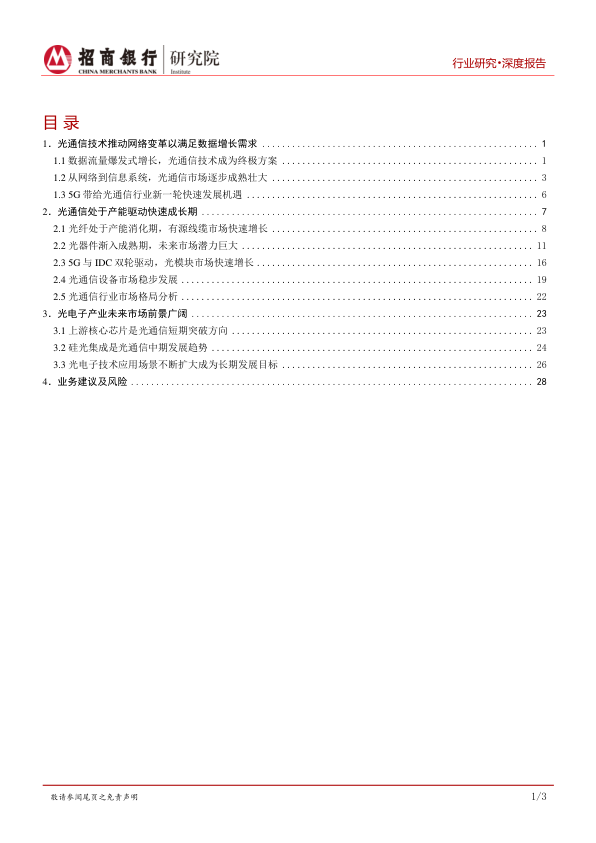 招商银行 研究院
CHINA MERCHANTS BANK Institute
行业研究•深度报告
目 录
1．光通信技术推动网络变革以满足数据增长需求 ........ 1
1.1 数据流量爆发式增长，光通信技术成为终极方案 ........ 1
1.2 从网络到信息系统，光通信市场逐步成熟壮大 ........ 3
1.3 5G 带给光通信行业新一轮快速发展机遇 ........ 6
2．光通信处于产能驱动快速成长期 ........ 7
2.1 光纤处于产能消化期，有源线缆市场快速增长 ........ 8
2.2 光器件渐入成熟期，未来市场潜力巨大 ........ 11
2.3 5G 与 IDC 双轮驱动，光模块市场快速增长 ........ 16
2.4 光通信设备市场稳步发展 ........ 19
2.5 光通信行业市场格局分析 ........ 22
3．光电子产业未来市场前景广阔 ........ 23
3.1 上游核心芯片是光通信短期突破方向 ........ 23
3.2 硅光集成是光通信中期发展趋势 ........ 24
3.3 光电子技术应用场景不断扩大成为长期发展目标 ........ 26
4．业务建议及风险 ........ 28
敬请参阅尾页之免责声明
1/3